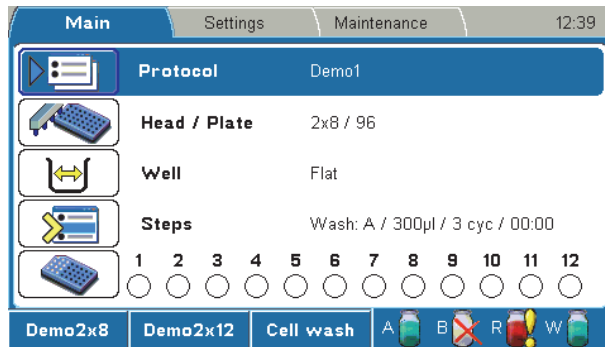 Main Settings Maintenance 12:39
Protocol Demo1
Head / Plate 2x8 / 96
Well Flat
Steps Wash: A / 300µl / 3 cyc / 00:00
1 2 3 4 5 6 7 8 9 10 11 12
Demo2x8 Demo2x12 Cell wash A B R W